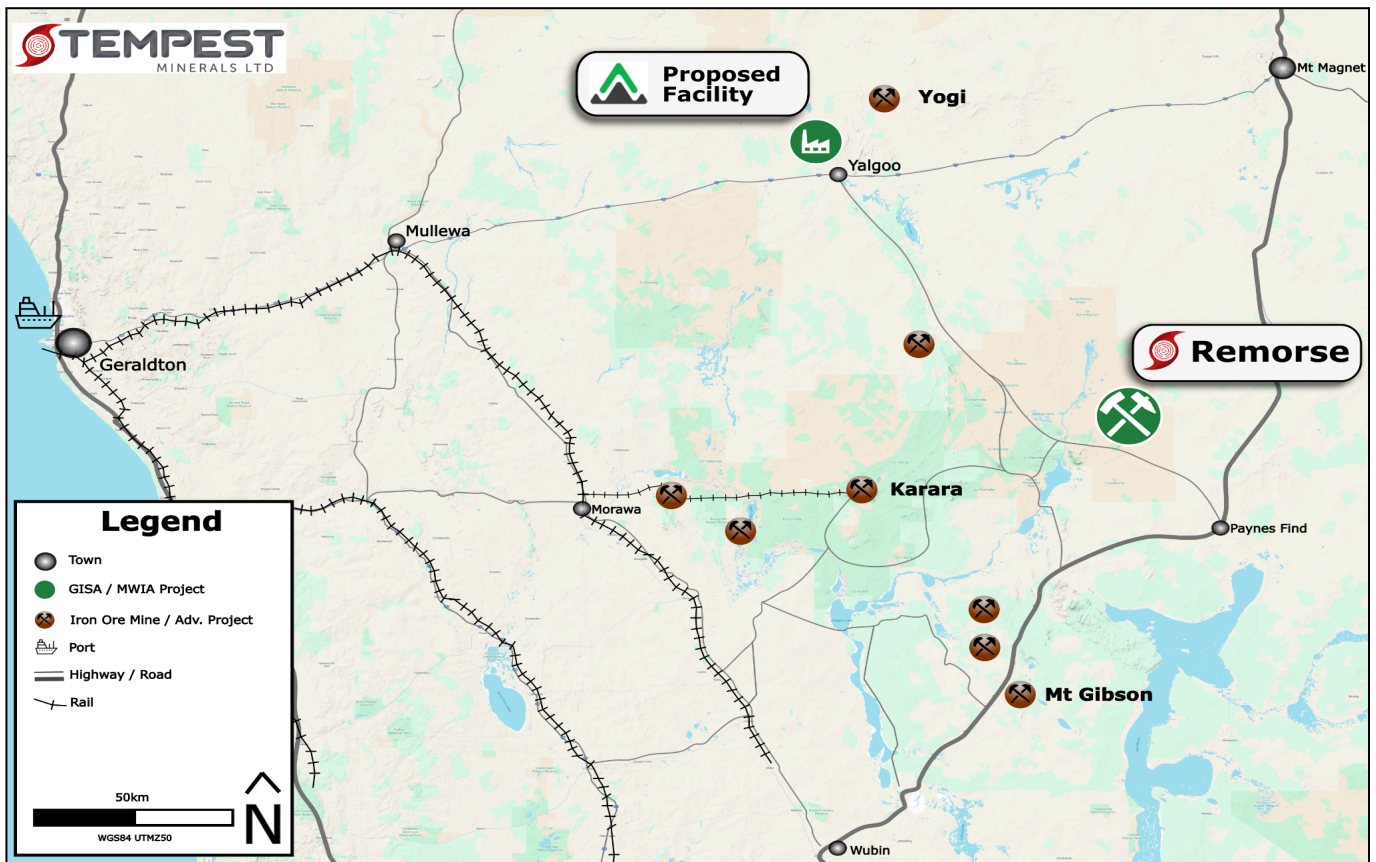 TEMPEST
MINERALS LTD
Proposed
Facility
Yogi
Mt Magnet
Yalgoo
Mullewa
Geraldton
Remorse
Karara
Morawa
Paynes Find
Mt Gibson
Wubin
Legend
Town
GISA / MWIA Project
Iron Ore Mine / Adv. Project
Port
Highway / Road
Rail
50km
WGS84 UTMZ50
N